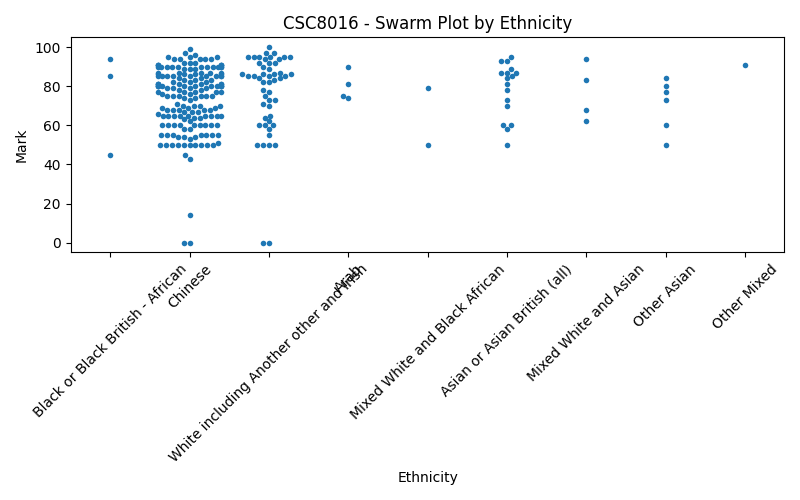 CSC8016 - Swarm Plot by Ethnicity
100
80
60
40
20
0
Mark
Black or Black British - African
Chinese
White including Another other and Irish
Arab
Mixed White and Black African
Asian or Asian British (all)
Mixed White and Asian
Other Asian
Other Mixed
Ethnicity